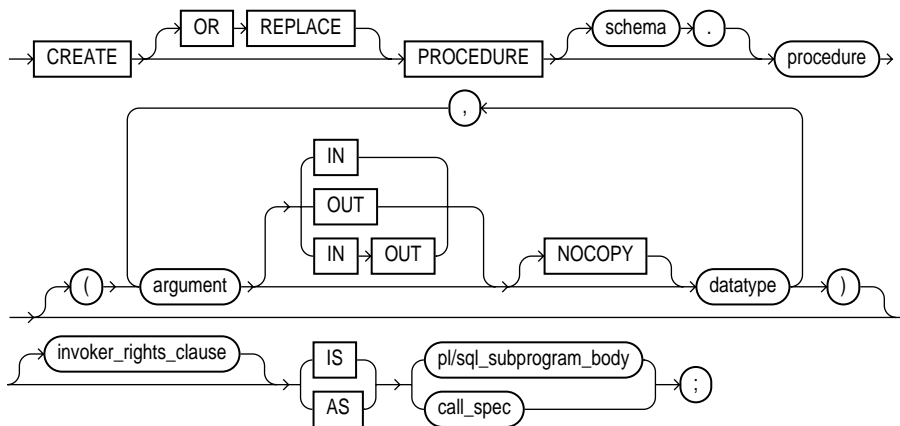 OR REPLACE schema .
CREATE PROCEDURE procedure
,
IN
OUT
IN OUT NOCOPY
( argument datatype )
invoker_rights_clause IS pl/sql_subprogram_body
AS call_spec ;